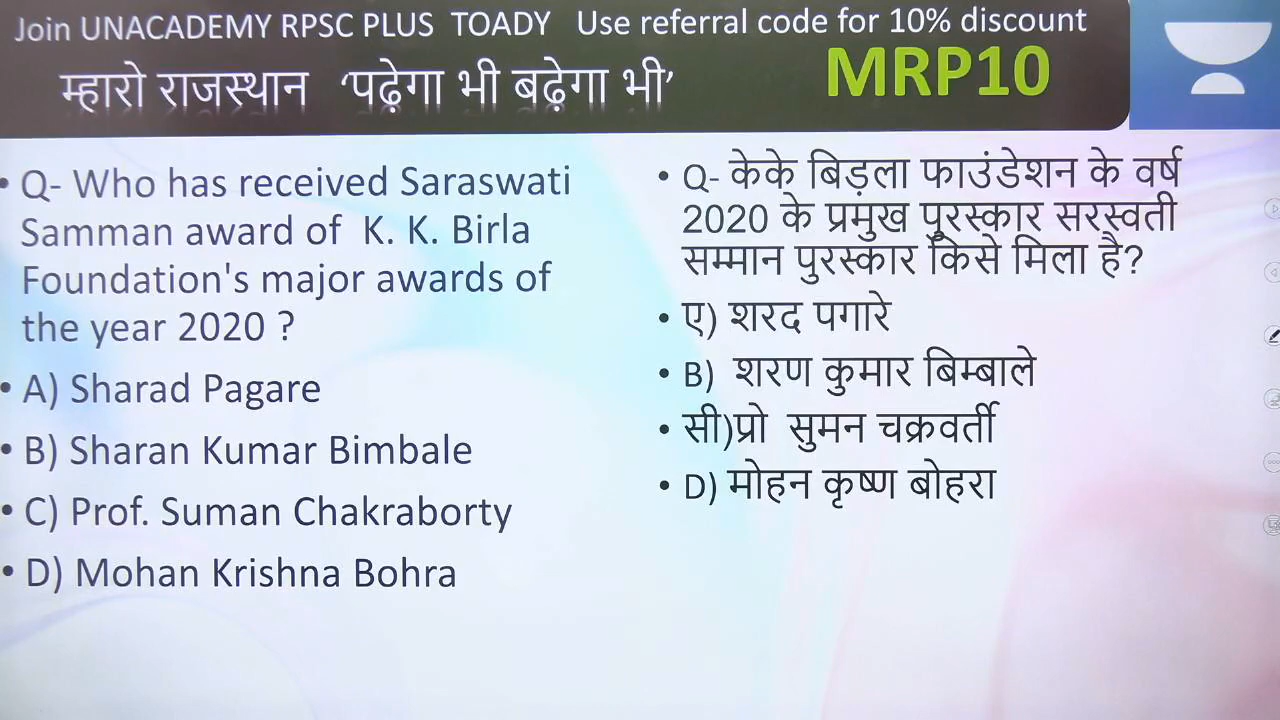 Join UNACADEMY RPSC PLUS TOADY Use referral code for 10% discount
म्हारो राजस्थान ‘पढ़ेगा भी बढ़ेगा भी’ MRP10
• Q- Who has received Saraswati
Samman award of K. K. Birla
Foundation's major awards of
the year 2020 ?
• A) Sharad Pagare
• B) Sharan Kumar Bimbale
• C) Prof. Suman Chakraborty
• D) Mohan Krishna Bohra
• Q- केके बिड़ला फाउंडेशन के वर्ष
2020 के प्रमुख पुरस्कार सरस्वती
सम्मान पुरस्कार किसे मिला है?
• ए) शरद पगारे
• B) शरण कुमार बिम्बाले
• सी)प्रो सुमन चक्रवर्ती
• D) मोहन कृष्ण बोहरा